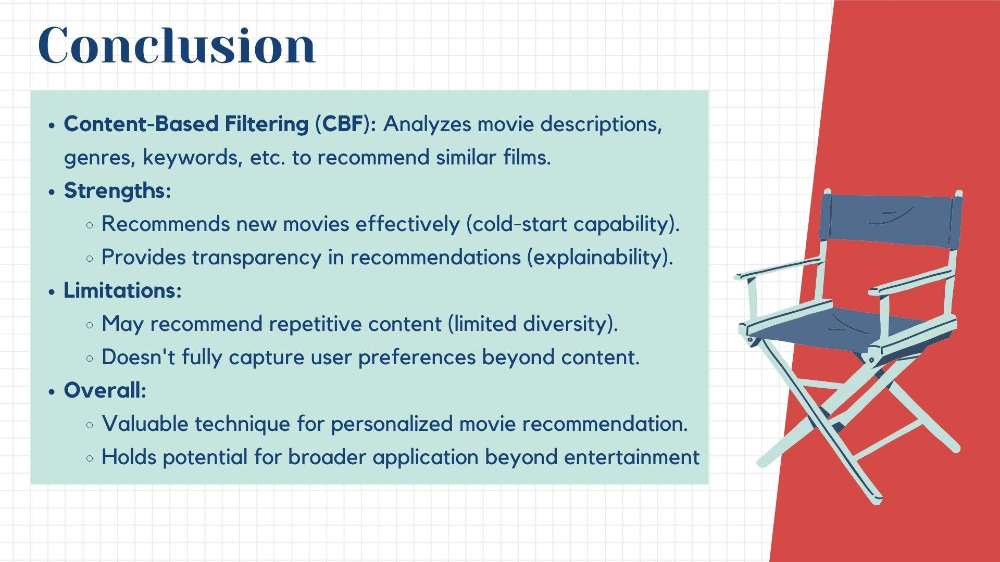 Conclusion
• Content-Based Filtering (CBF): Analyzes movie descriptions,
genres, keywords, etc. to recommend similar films.
• Strengths:
◦ Recommends new movies effectively (cold-start capability).
◦ Provides transparency in recommendations (explainability).
• Limitations:
◦ May recommend repetitive content (limited diversity).
◦ Doesn't fully capture user preferences beyond content.
• Overall:
◦ Valuable technique for personalized movie recommendation.
◦ Holds potential for broader application beyond entertainment